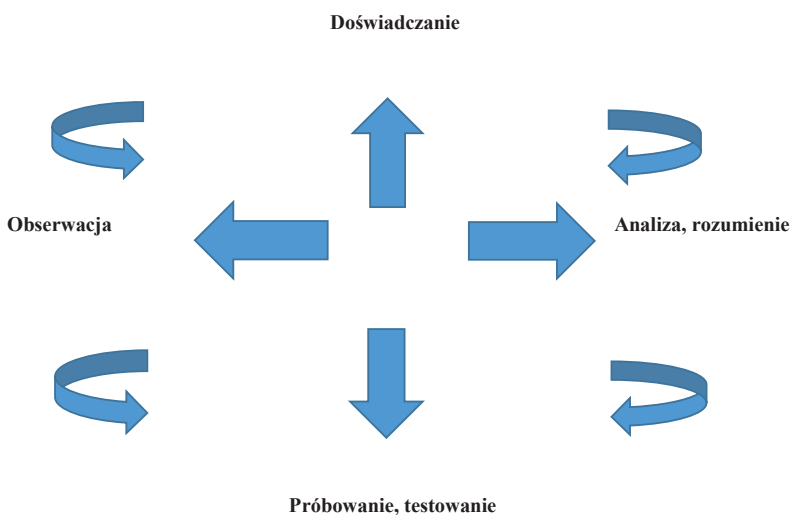 Doświadczanie
Obserwacja
Analiza, rozumienie
Próbowanie, testowanie